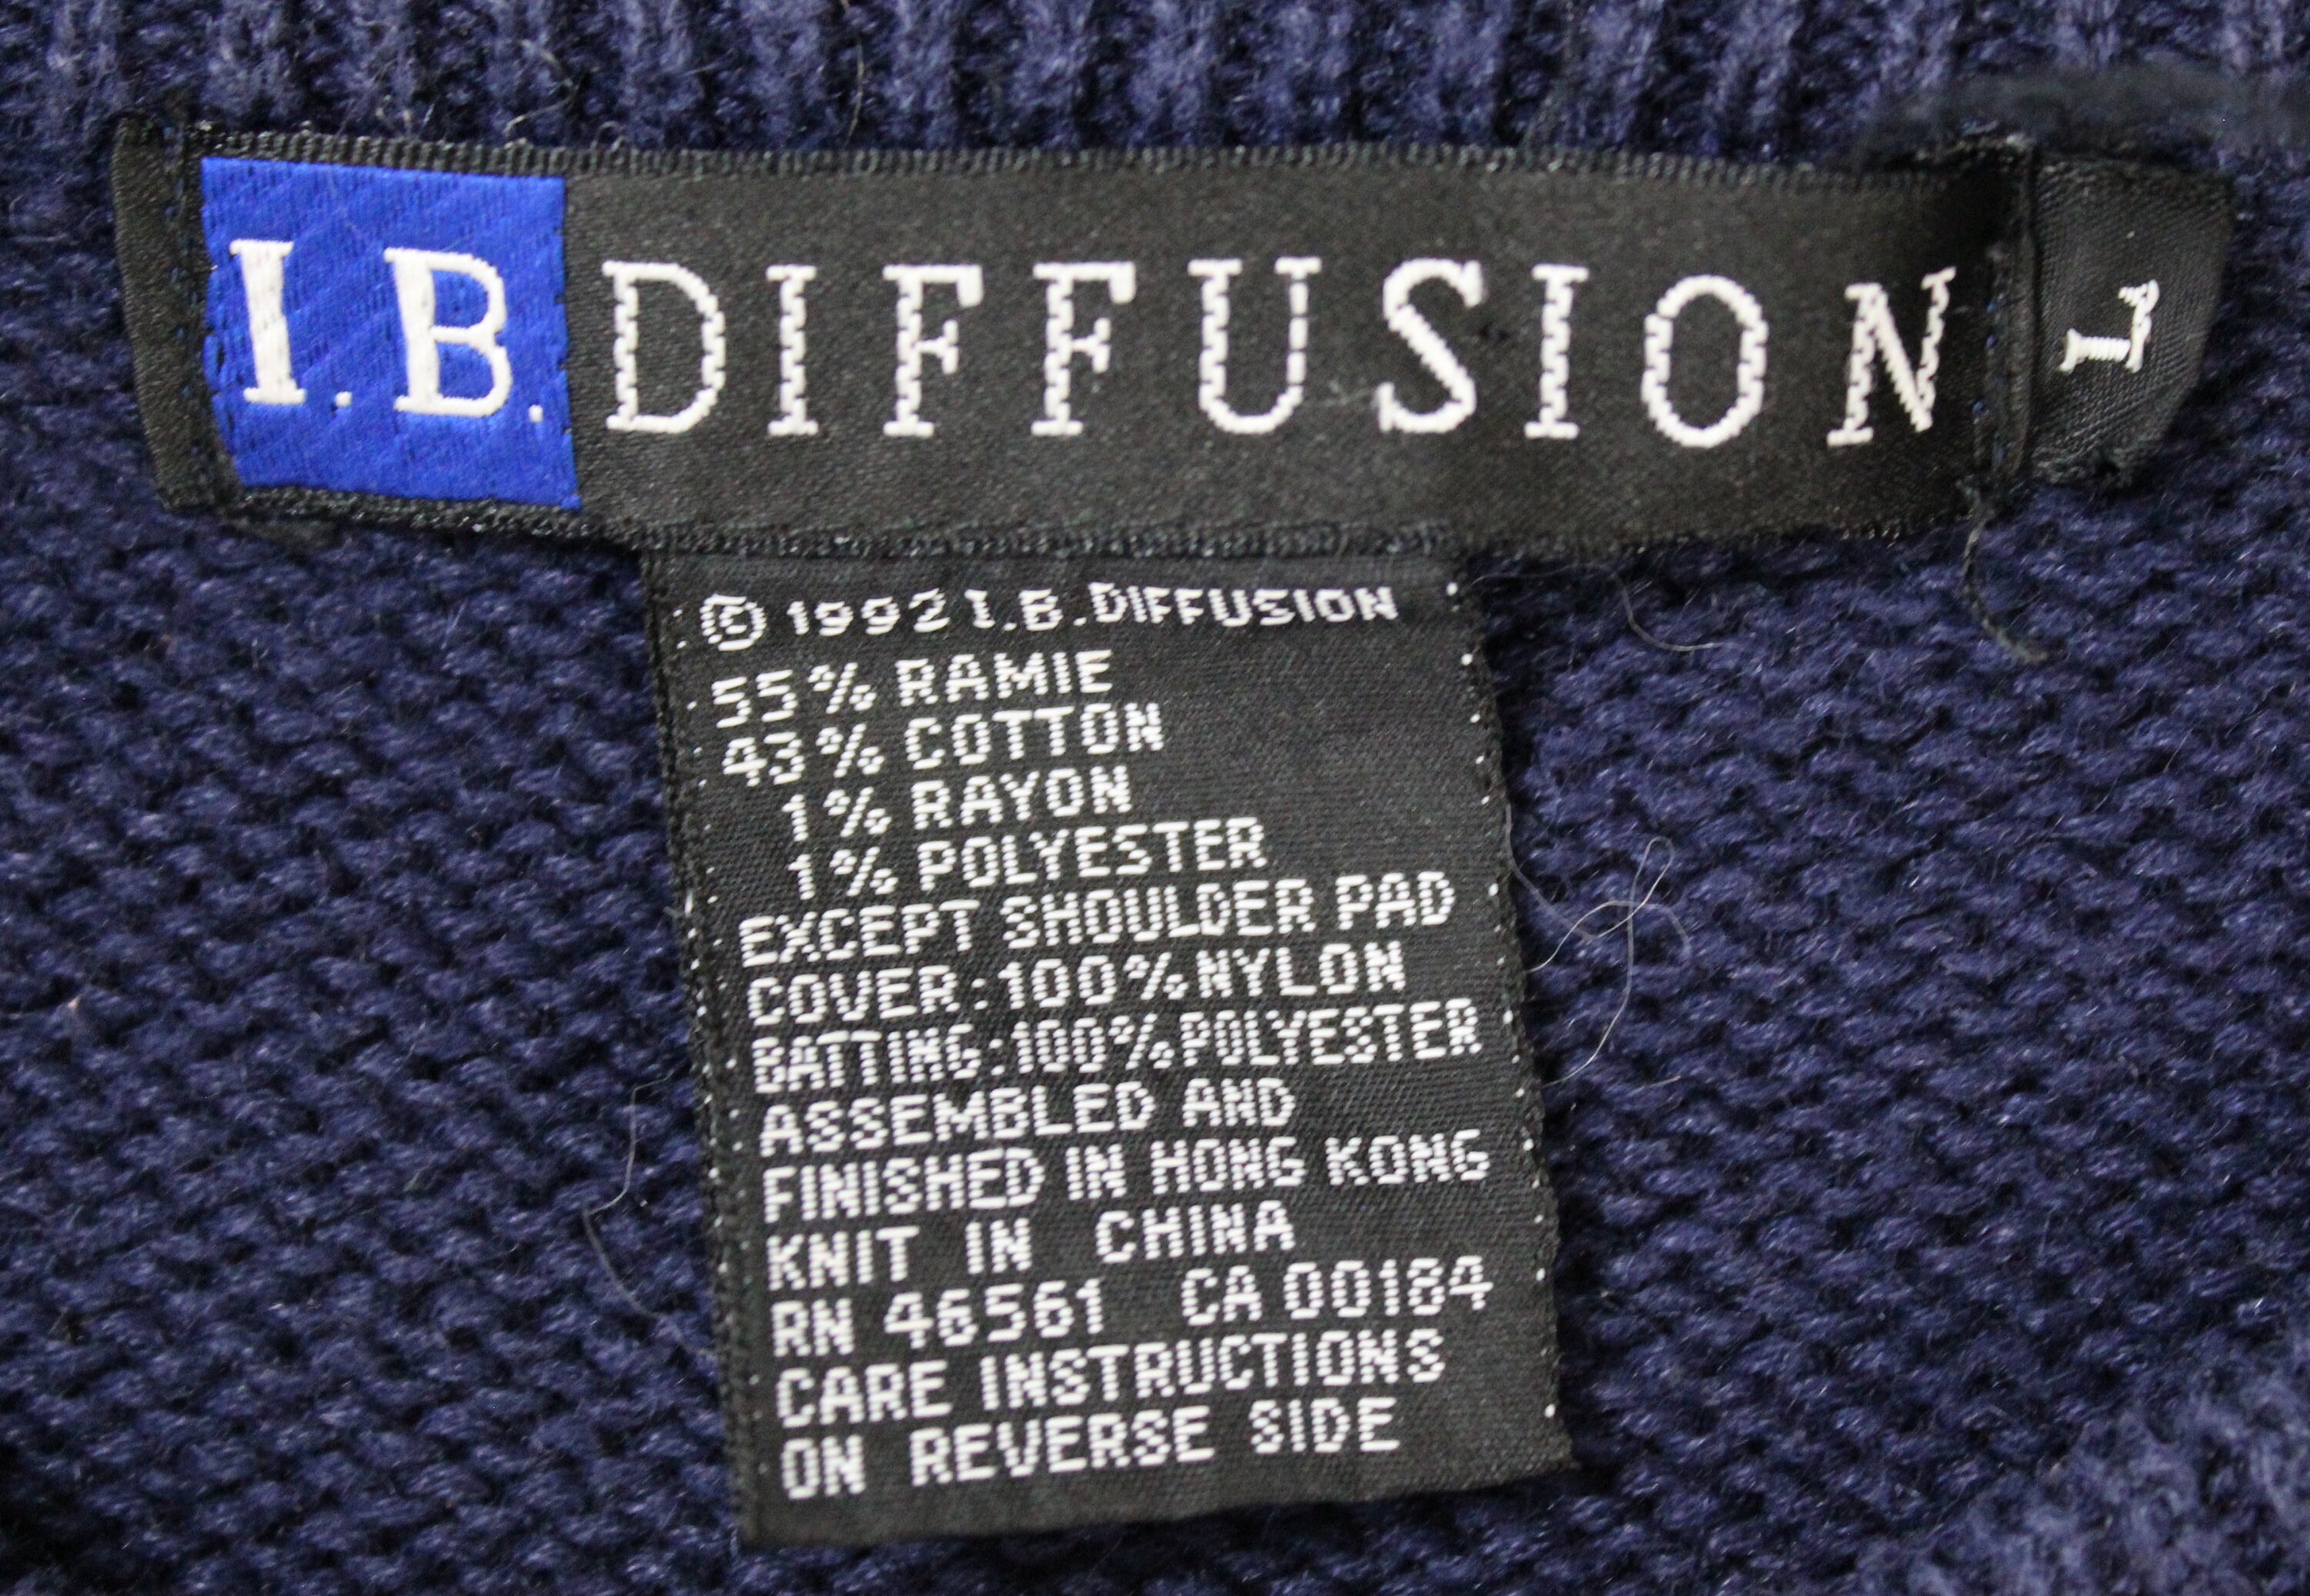 I.B. DIFFUSION
L
© 1992 I.B. DIFFUSION
55% RAMIE
43% COTTON
1% RAYON
1% POLYESTER
EXCEPT SHOULDER PAD
COVER:100% NYLON
BATTING:100% POLYESTER
ASSEMBLED AND
FINISHED IN HONG KONG
KNIT IN CHINA
RN 46561 CA 00184
CARE INSTRUCTIONS
ON REVERSE SIDE